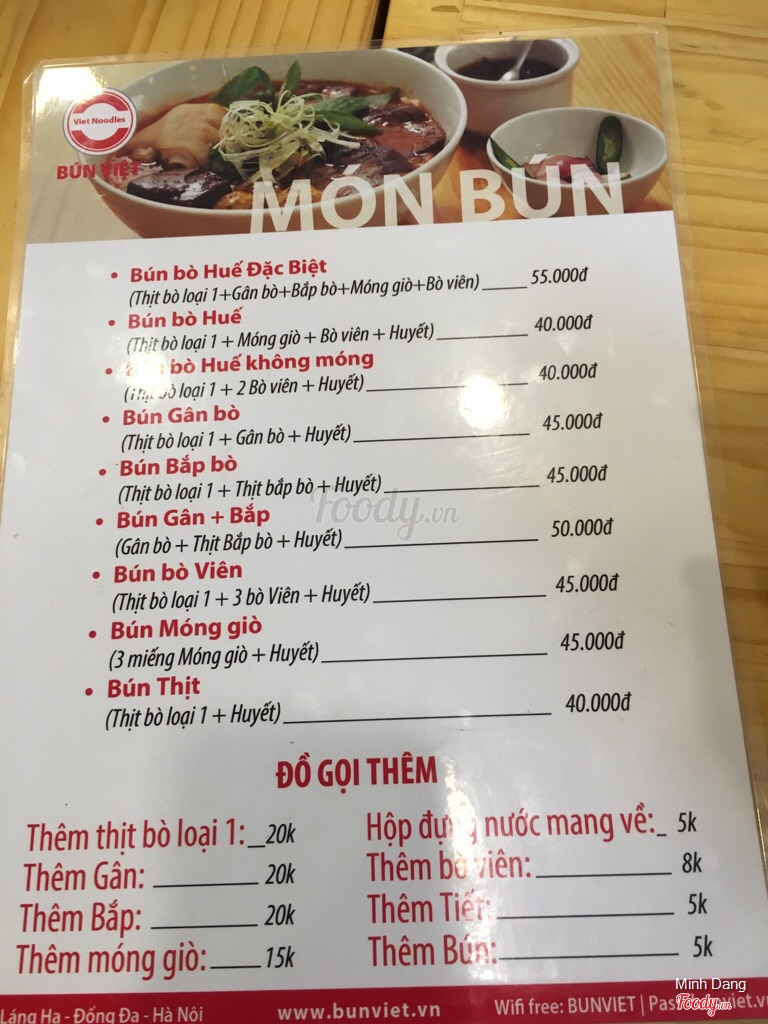 Viet Noodles
BÚN VIỆT
MÓN BÚN
• Bún bò Huế Đặc Biệt
(Thịt bò loại 1+Gân bò+Bắp bò+Móng giò+Bò viên) 55.000đ
• Bún bò Huế
(Thịt bò loại 1 + Móng giò + Bò viên + Huyết) 40.000đ
• Bún bò Huế không móng
(Thịt bò loại 1 + 2 Bò viên + Huyết) 40.000đ
• Bún Gân bò
(Thịt bò loại 1 + Gân bò + Huyết) 45.000đ
• Bún Bắp bò
(Thịt bò loại 1 + Thịt bắp bò + Huyết) 45.000đ
• Bún Gân + Bắp
(Gân bò + Thịt Bắp bò + Huyết) 50.000đ
• Bún bò Viên
(Thịt bò loại 1 + 3 bò Viên + Huyết) 45.000đ
• Bún Móng giò
(3 miếng Móng giò + Huyết) 45.000đ
• Bún Thịt
(Thịt bò loại 1 + Huyết) 40.000đ
Foody.vn
ĐỒ GỌI THÊM
Thêm thịt bò loại 1: 20k
Thêm Gân: 20k
Thêm Bắp: 20k
Thêm móng giò: 15k
Hộp đựng nước mang về: 5k
Thêm bò viên: 8k
Thêm Tiết: 5k
Thêm Bún: 5k
Láng Hạ - Đống Đa - Hà Nôi
www.bunviet.vn
Wifi free: BUNVIET |
Minh Dang
Foody.vn